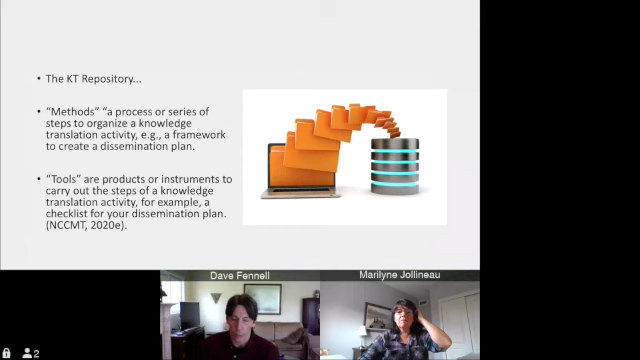 • The KT Repository...
• “Methods” “a process or series of
steps to organize a knowledge
translation activity, e.g., a framework
to create a dissemination plan.
• “Tools” are products or instruments to
carry out the steps of a knowledge
translation activity, for example, a
checklist for your dissemination plan.
(NCCMT, 2020e).
Dave Fennell
Marilyne Jollineau
2